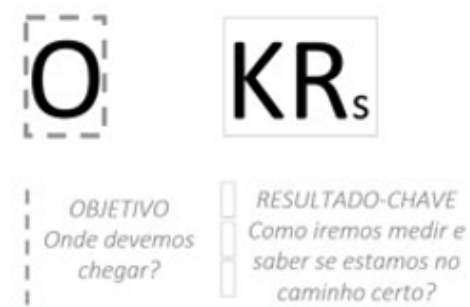 O
KRs
OBJETIVO
Onde devemos
chegar?
RESULTADO-CHAVE
Como iremos medir e
saber se estamos no
caminho certo?